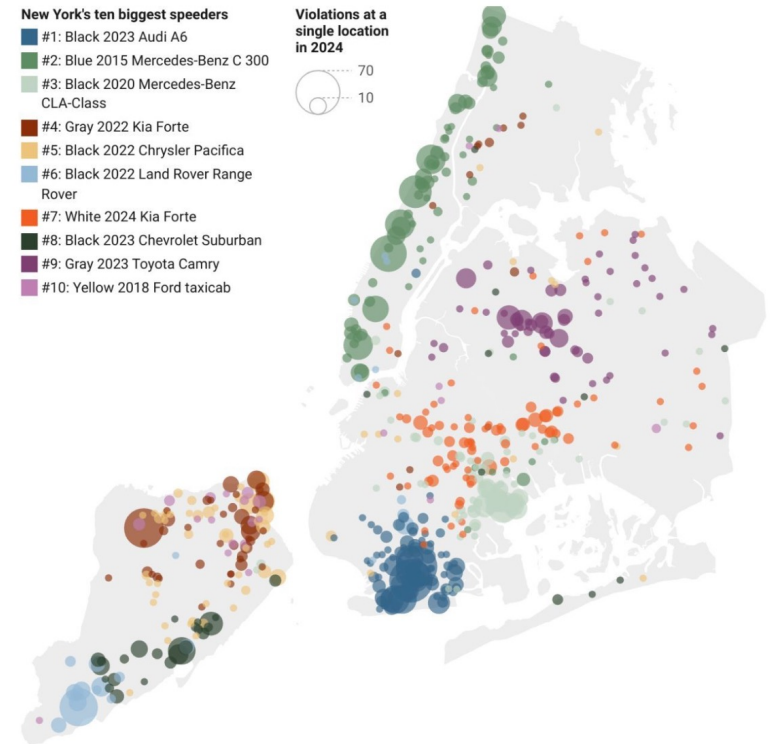 New York's ten biggest speeders
#1: Black 2023 Audi A6
#2: Blue 2015 Mercedes-Benz C 300
#3: Black 2020 Mercedes-Benz
CLA-Class
#4: Gray 2022 Kia Forte
#5: Black 2022 Chrysler Pacifica
#6: Black 2022 Land Rover Range
Rover
#7: White 2024 Kia Forte
#8: Black 2023 Chevrolet Suburban
#9: Gray 2023 Toyota Camry
#10: Yellow 2018 Ford taxicab
Violations at a
single location
in 2024
70
10